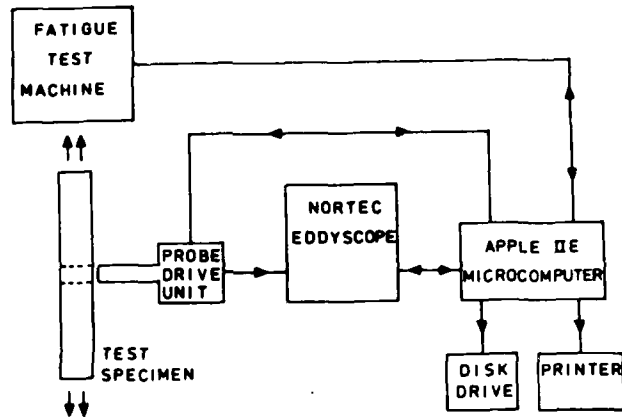 FATIGUE
TEST
MACHINE
NORTEC
EDDYSCOPE
PROBE
DRIVE
UNIT
APPLE IIE
MICROCOMPUTER
TEST
SPECIMEN
DISK
DRIVE
PRINTER